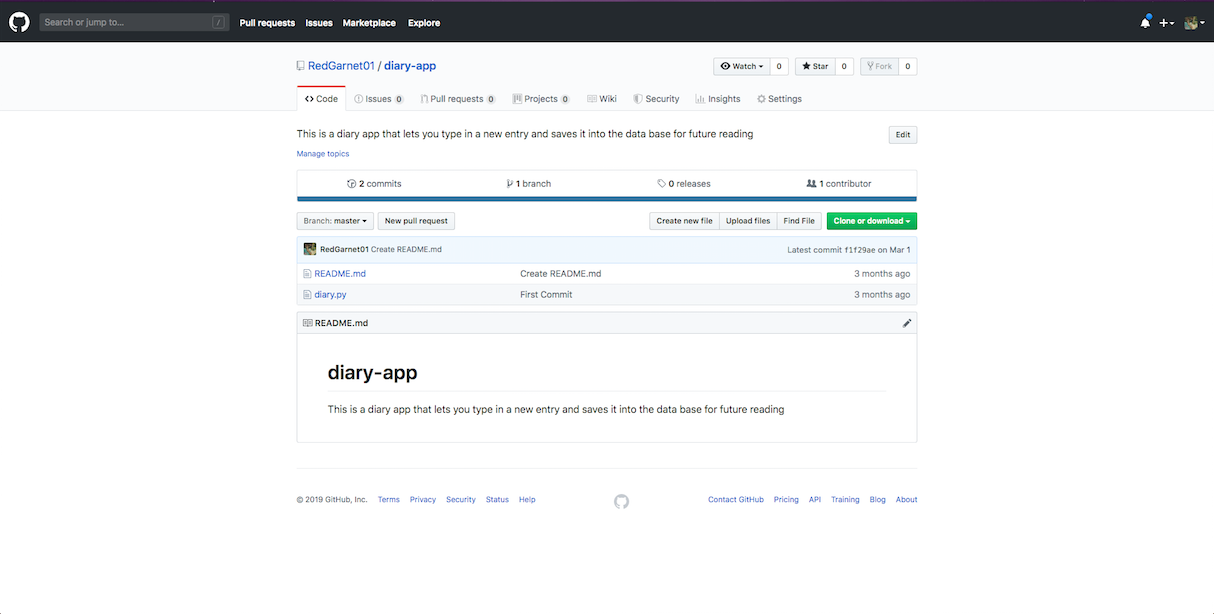 Search or jump to... / Pull requests Issues Marketplace Explore
RedGarnet01 / diary-app Watch 0 Star 0 Fork 0
Code Issues 0 Pull requests 0 Projects 0 Wiki Security Insights Settings
This is a diary app that lets you type in a new entry and saves it into the data base for future reading Edit
Manage topics
2 commits 1 branch 0 releases 1 contributor
Branch: master New pull request Create new file Upload files Find File Clone or download
RedGarnet01 Create README.md Latest commit f1f29ae on Mar 1
README.md Create README.md 3 months ago
diary.py First Commit 3 months ago
README.md
diary-app
This is a diary app that lets you type in a new entry and saves it into the data base for future reading
© 2019 GitHub, Inc. Terms Privacy Security Status Help Contact GitHub Pricing API Training Blog About